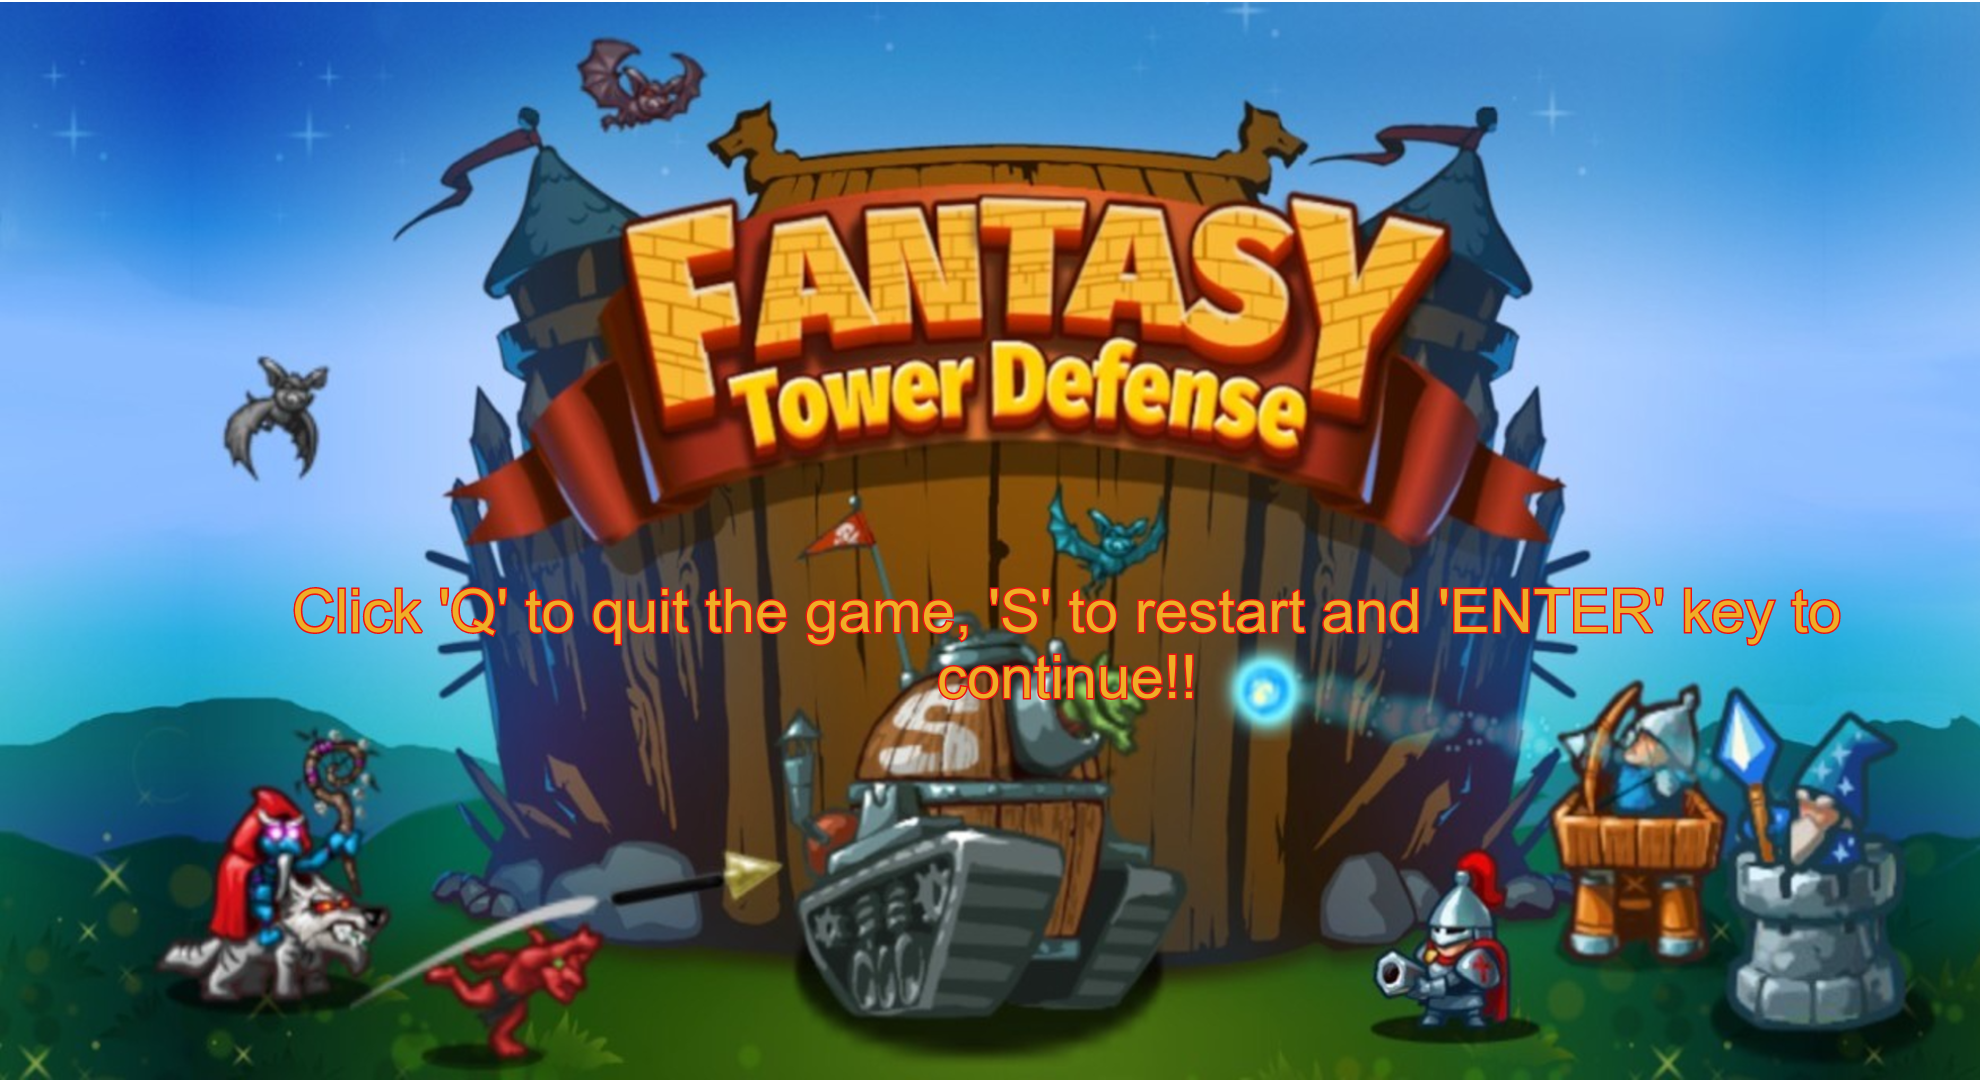 FANTASY
Tower Defense
Click 'Q' to quit the game, 'S' to restart and 'ENTER' key to
continue!!
S